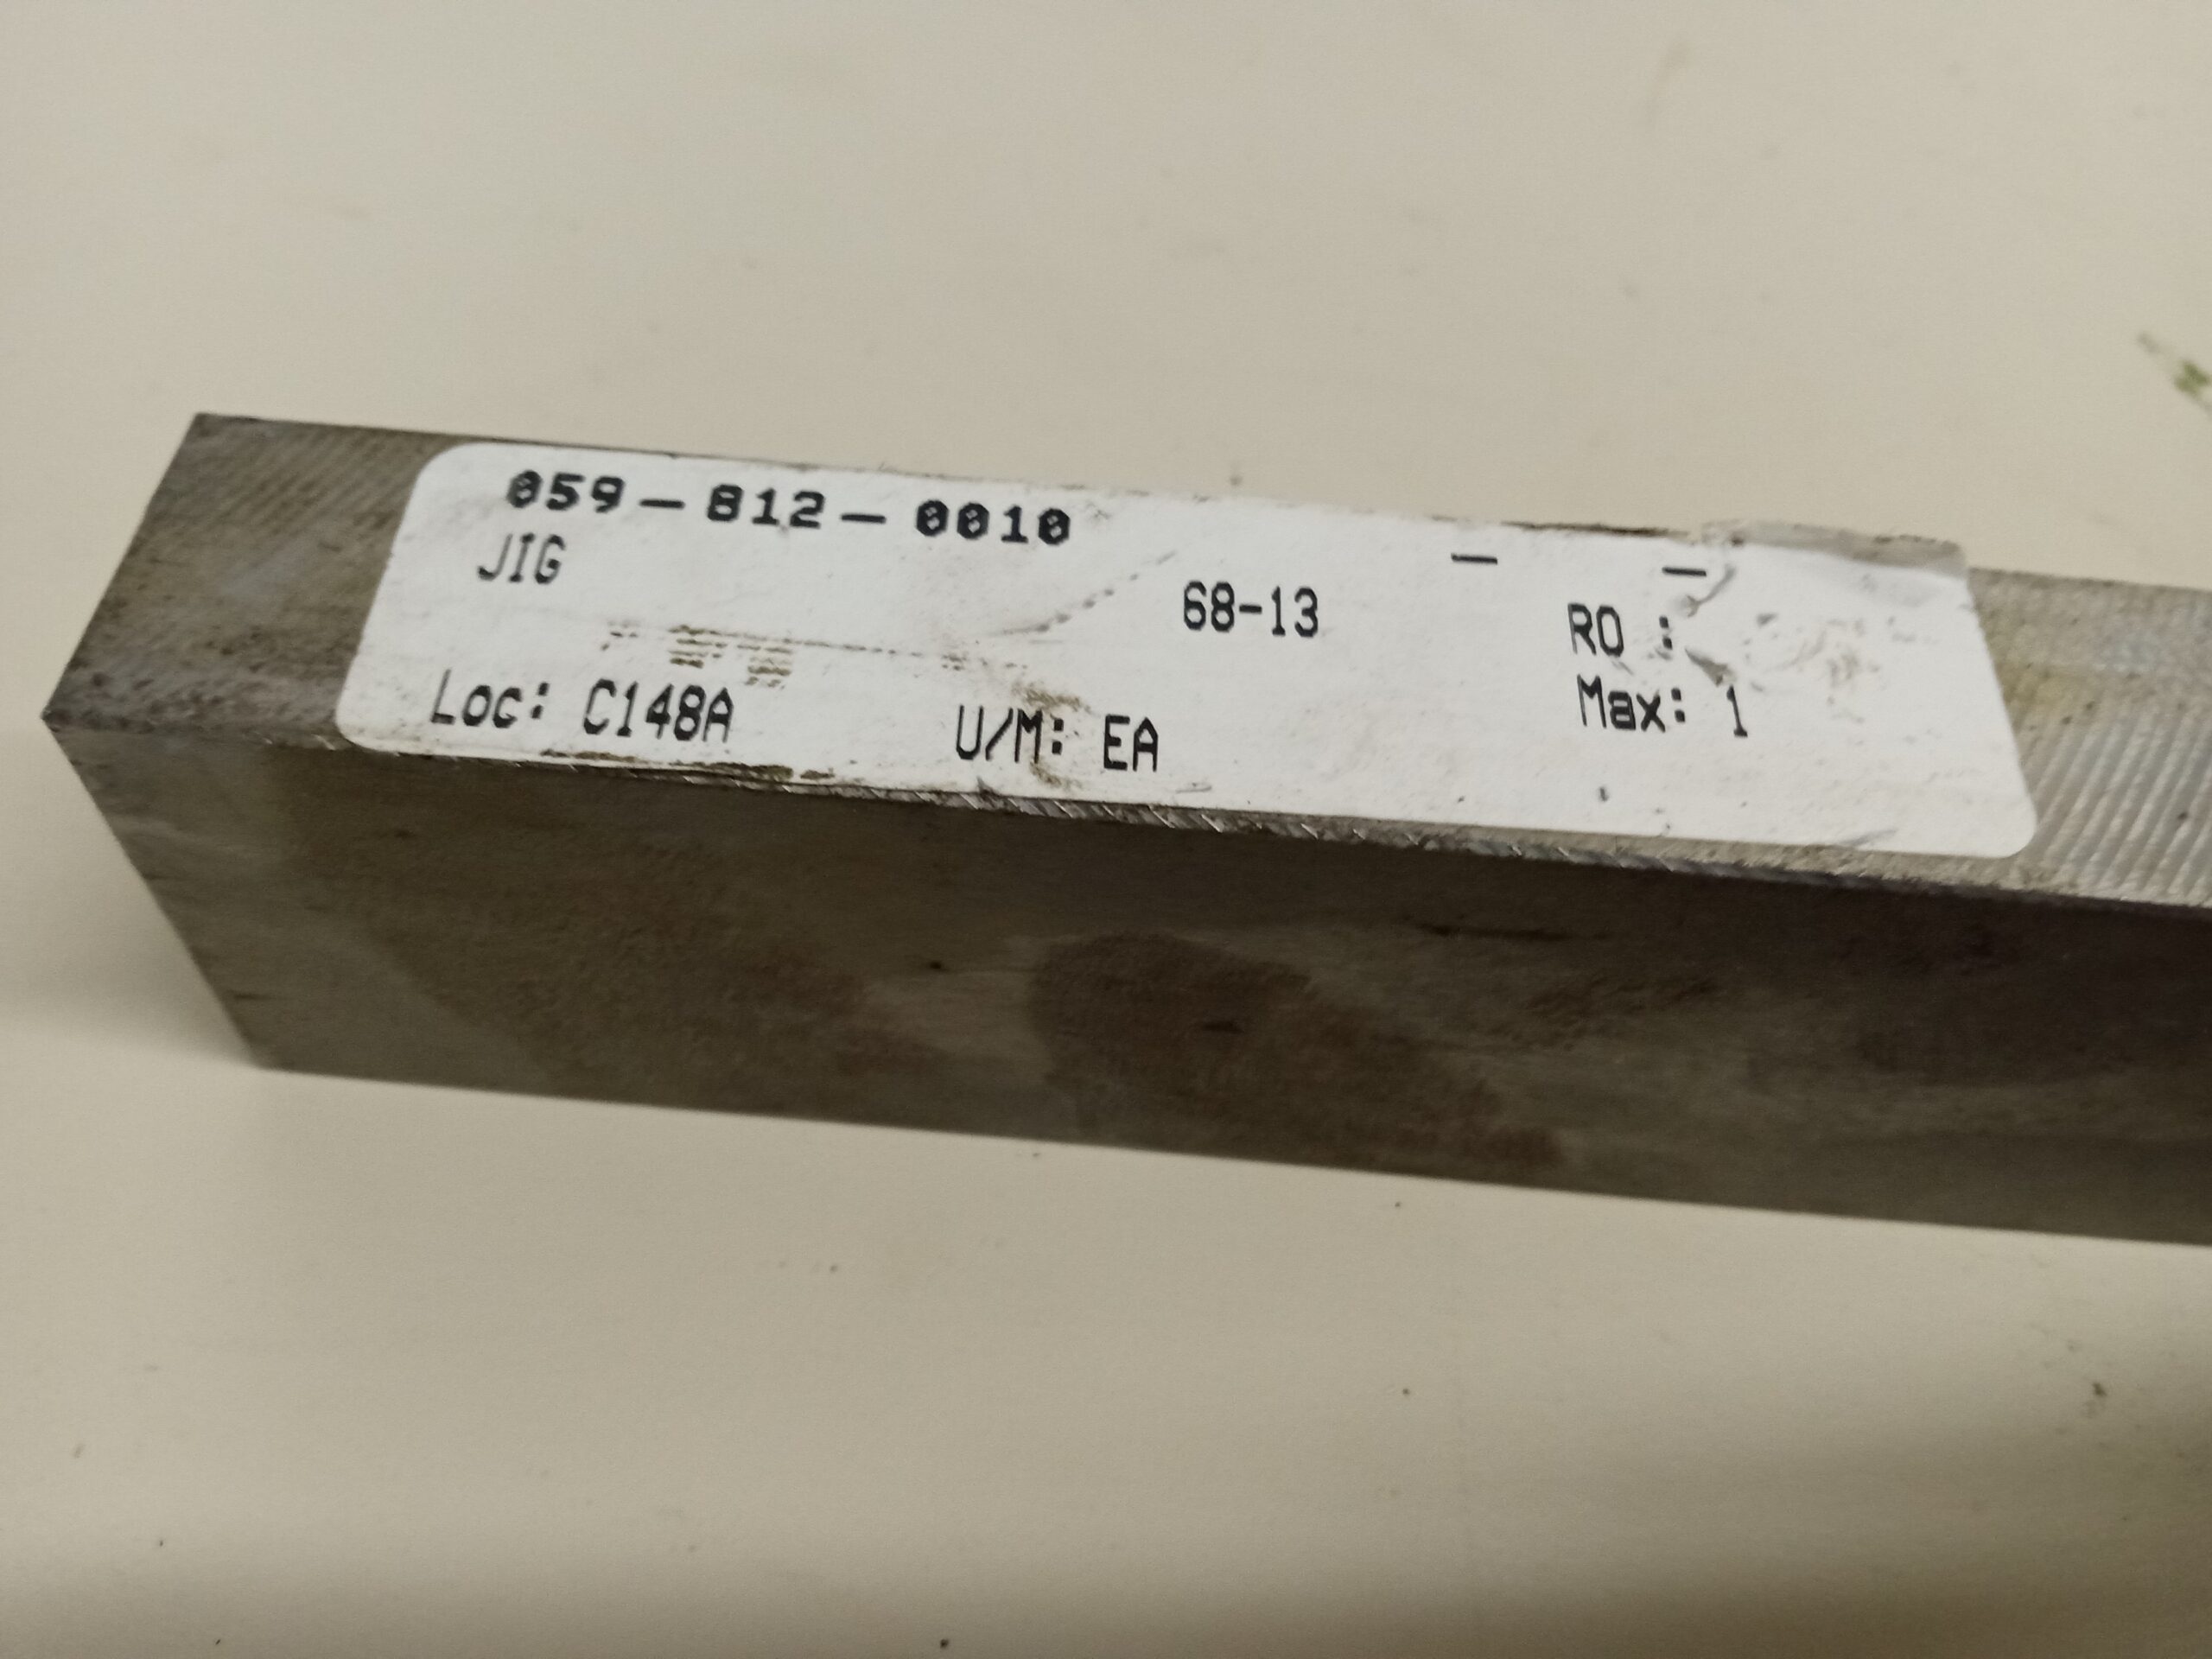 059-812-0010 - -
JIG 68-13 RO :
Loc: C148A U/M: EA Max: 1